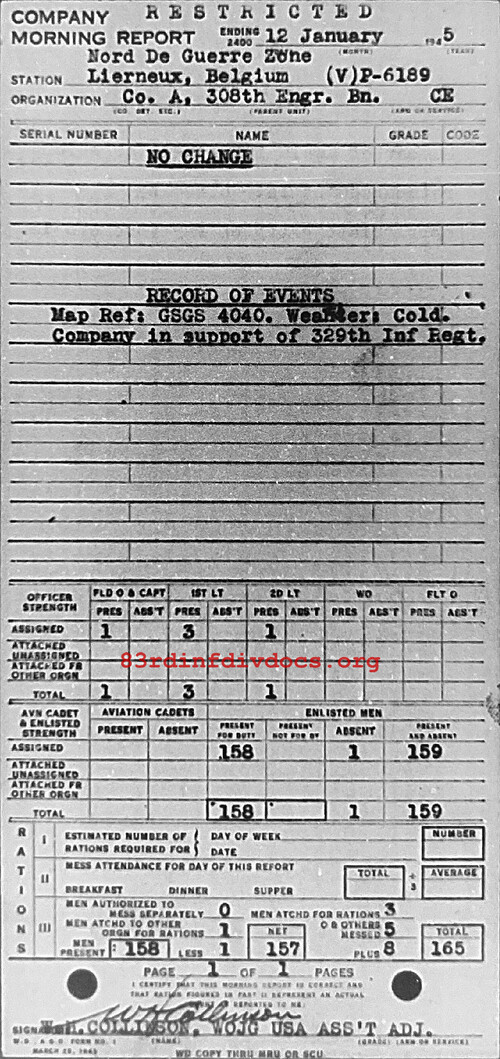 RESTRICTED
COMPANY
MORNING REPORT ENDING 2400 12 January 1945
(MONTH) (YEAR)
Nord De Guerre Zone
STATION Lierneux, Belgium (V)P-6189
ORGANIZATION Co. A, 308th Engr. Bn. CE
(CO. DET. ETC.) (PARENT UNIT) (ARM OR SERVICE)
SERIAL NUMBER NAME GRADE CODE
NO CHANGE
RECORD OF EVENTS
Map Ref: GSGS 4040. Weather: Cold.
Company in support of 329th Inf Regt.
OFFICER STRENGTH FLD O & CAPT 1ST LT 2D LT WO FLT O
PRES ABS'T PRES ABS'T PRES ABS'T PRES ABS'T PRES ABS'T
ASSIGNED 1 3 1
ATTACHED UNASSIGNED
83rdinfdivdocs.org
ATTACHED FR OTHER ORGN
TOTAL 1 3 1
AVN CADET & ENLISTED STRENGTH AVIATION CADETS ENLISTED MEN
PRESENT ABSENT PRESENT FOR DUTY PRESENT NOT FOR DY ABSENT PRESENT AND ABSENT
ASSIGNED 158 1 159
ATTACHED UNASSIGNED
ATTACHED FR OTHER ORGN
TOTAL 158 1 159
RATIONS
I ESTIMATED NUMBER OF RATIONS REQUIRED FOR { DAY OF WEEK DATE NUMBER
II MESS ATTENDANCE FOR DAY OF THIS REPORT TOTAL ÷ 3 AVERAGE
BREAKFAST DINNER SUPPER
III MEN AUTHORIZED TO MESS SEPARATELY 0 MEN ATCHD FOR RATIONS 3
MEN ATCHD TO OTHER ORGN FOR RATIONS 1 NET O & OTHERS MESSED 5 TOTAL
MEN PRESENT 158 LESS 1 157 PLUS 8 165
PAGE 1 OF 1 PAGES
I CERTIFY THAT THIS MORNING REPORT IS CORRECT AND
THAT RATION FIGURES IN PART II REPRESENT AN ACTUAL
REPORTED TO ME:
WH Collinson
SIGNATURE W. H. COLLINSON, WOJG USA ASS'T ADJ.
(NAME) (GRADE) (ARM OR SERVICE)
W.D. A.G.O. FORM NO. 1
WD COPY THRU MRU OR SCU